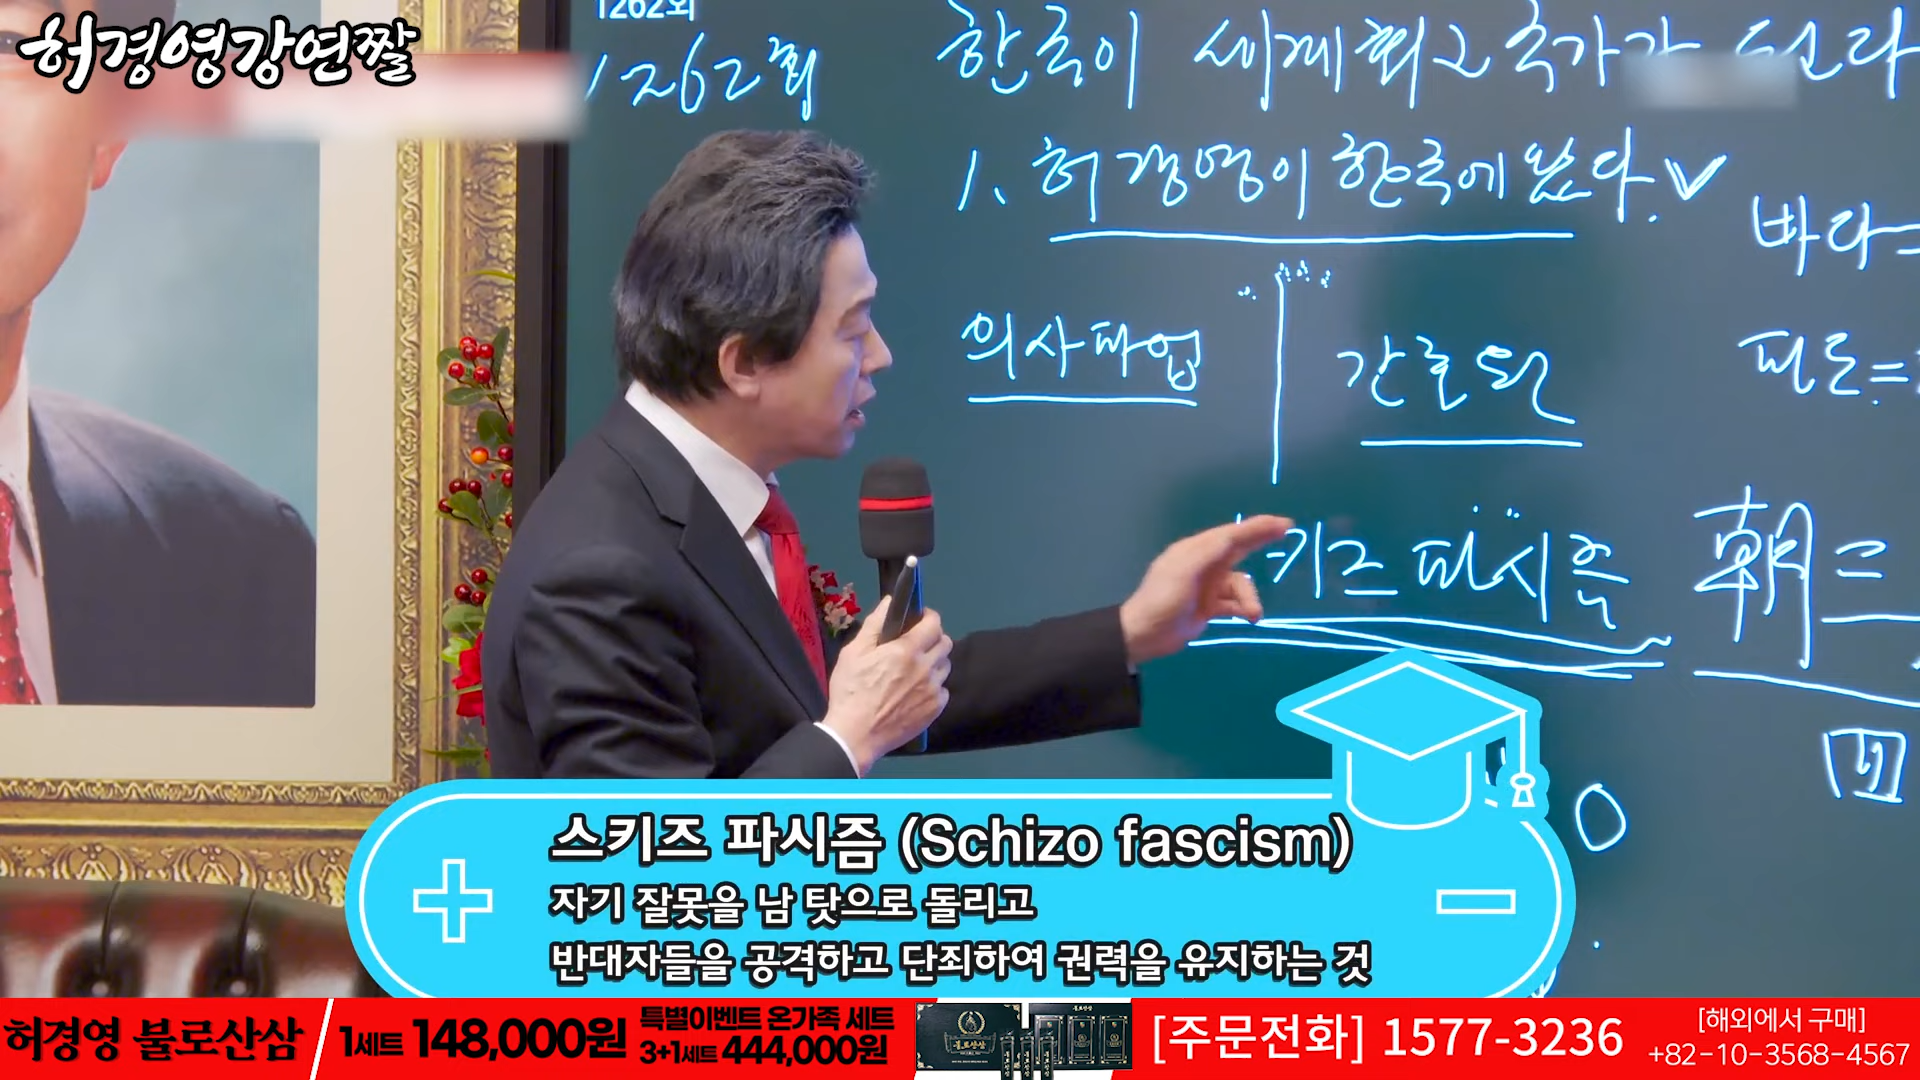 허경영강연짤
1262회
1262회
한국이 세계최고 국가가 된다
1. 허경영이 한국에 왔다. V
바다=
의사파업
간호인
피도=
키즈 파시즘
朝=
四
스키즈 파시즘 (Schizo fascism)
자기 잘못을 남 탓으로 돌리고
반대자들을 공격하고 단죄하여 권력을 유지하는 것
허경영 불로산삼
1세트 148,000원
특별이벤트 온가족 세트
3+1세트 444,000원
[주문전화] 1577-3236
[해외에서 구매]
+82-10-3568-4567